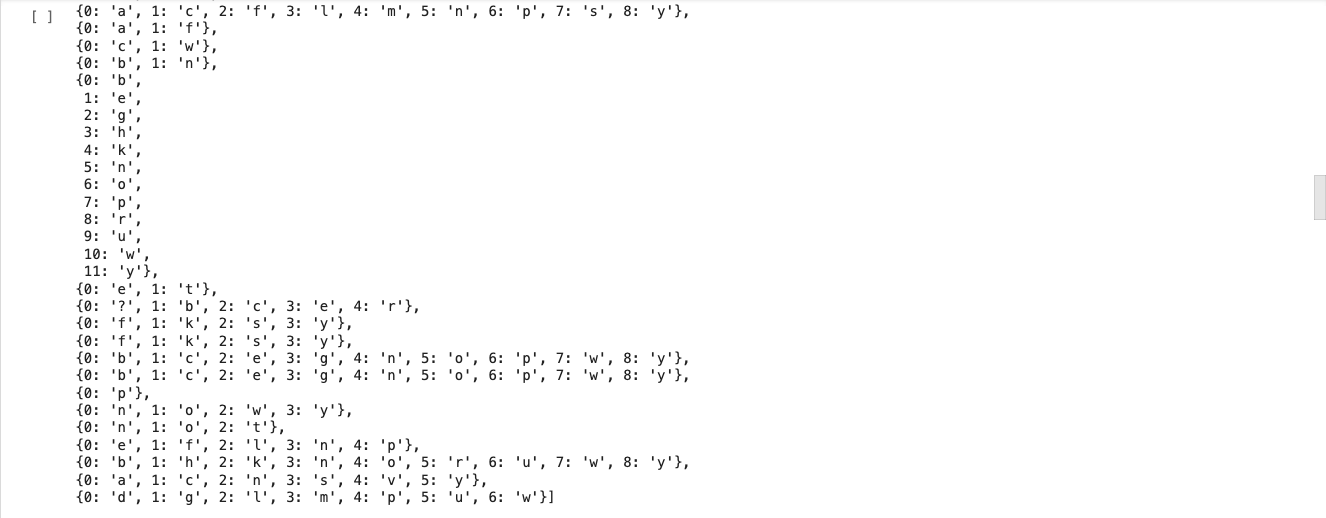 [ ]
{0: 'a', 1: 'c', 2: 'f', 3: 'l', 4: 'm', 5: 'n', 6: 'p', 7: 's', 8: 'y'},
{0: 'a', 1: 'f'},
{0: 'c', 1: 'w'},
{0: 'b', 1: 'n'},
{0: 'b',
 1: 'e',
 2: 'g',
 3: 'h',
 4: 'k',
 5: 'n',
 6: 'o',
 7: 'p',
 8: 'r',
 9: 'u',
 10: 'w',
 11: 'y'},
{0: 'e', 1: 't'},
{0: '?', 1: 'b', 2: 'c', 3: 'e', 4: 'r'},
{0: 'f', 1: 'k', 2: 's', 3: 'y'},
{0: 'f', 1: 'k', 2: 's', 3: 'y'},
{0: 'b', 1: 'c', 2: 'e', 3: 'g', 4: 'n', 5: 'o', 6: 'p', 7: 'w', 8: 'y'},
{0: 'b', 1: 'c', 2: 'e', 3: 'g', 4: 'n', 5: 'o', 6: 'p', 7: 'w', 8: 'y'},
{0: 'p'},
{0: 'n', 1: 'o', 2: 'w', 3: 'y'},
{0: 'n', 1: 'o', 2: 't'},
{0: 'e', 1: 'f', 2: 'l', 3: 'n', 4: 'p'},
{0: 'b', 1: 'h', 2: 'k', 3: 'n', 4: 'o', 5: 'r', 6: 'u', 7: 'w', 8: 'y'},
{0: 'a', 1: 'c', 2: 'n', 3: 's', 4: 'v', 5: 'y'},
{0: 'd', 1: 'g', 2: 'l', 3: 'm', 4: 'p', 5: 'u', 6: 'w'}]